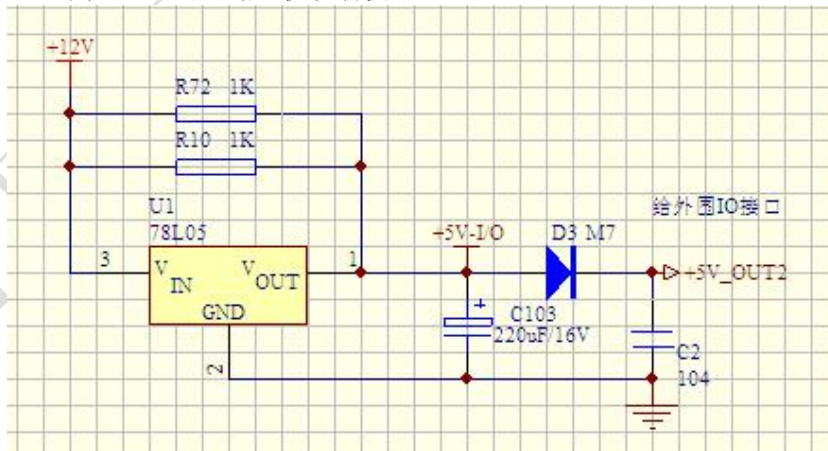 +12V
R72 1K
R10 1K
U1
78L05
3
VIN
VOUT
1
GND
2
+5V-I/O
D3 M7
给外围IO接口
+5V_OUT2
+
C103
220uF/16V
C2
104